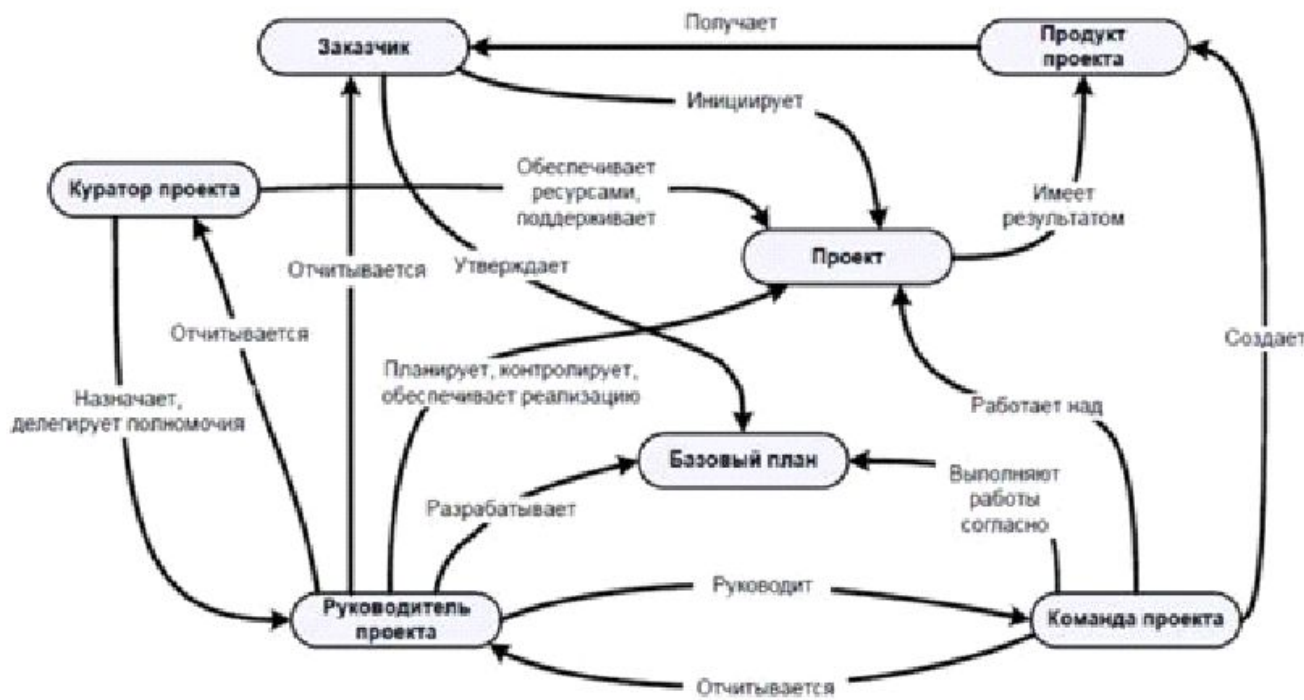 Получает
Заказчик
Продукт
проекта
Инициирует
Обеспечивает
ресурсами,
поддерживает
Куратор проекта
Имеет
результатом
Проект
Отчитывается
Утверждает
Отчитывается
Создает
Планирует, контролирует,
обеспечивает реализацию
Назначает,
делегирует полномочия
Работает над
Базовый план
Выполняют
работы
согласно
Разрабатывает
Руководит
Руководитель
проекта
Команда проекта
Отчитывается